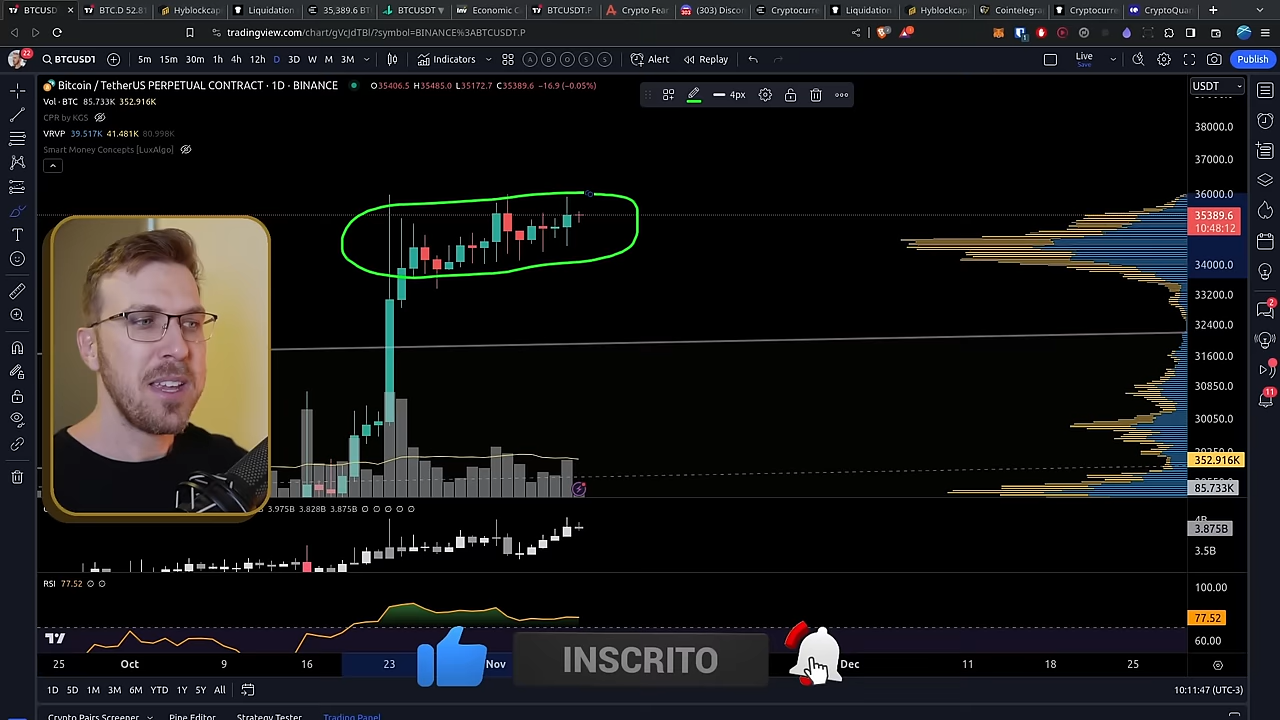 BTCUSD
BTC.D 52.81
Hyblockcap
Liquidation
35,389.6 B
BTCUSDT
Economic C
BTCUSDT.P
Crypto Fear
(303) Disco
Cryptocurre
Liquidation
Hyblockcap
Cointelegra
Cryptocurr
CryptoQuan
tradingview.com/chart/gVcJdTBl/?symbol=BINANCE%3ABTCUSDT.P
22
BTCUSDT
5m 15m 30m 1h 4h 12h D 3D W M 3M
Indicators
A B O S S
Alert
Replay
Live
Save
Publish
Bitcoin / TetherUS PERPETUAL CONTRACT · 1D · BINANCE
O35406.5 H35485.0 L35172.7 C35389.6 −16.9 (−0.05%)
4px
USDT
Vol · BTC 85.733K 352.916K
CPR by KGS
VRVP 39.517K 41.481K 80.998K
Smart Money Concepts [LuxAlgo]
38000.0
37000.0
36000.0
35389.6
10:48:12
34000.0
33200.0
32400.0
31600.0
30850.0
30050.0
352.916K
85.733K
3.975B 3.828B 3.875B
3.875B
3.5B
RSI 77.52
100.00
77.52
60.00
2
11
INSCRITO
25 Oct 9 16 23 Nov Dec 11 18 25
1D 5D 1M 3M 6M YTD 1Y 5Y All
10:11:47 (UTC-3)
Crypto Pairs Screener
Pine Editor
Strategy Tester
Trading Panel